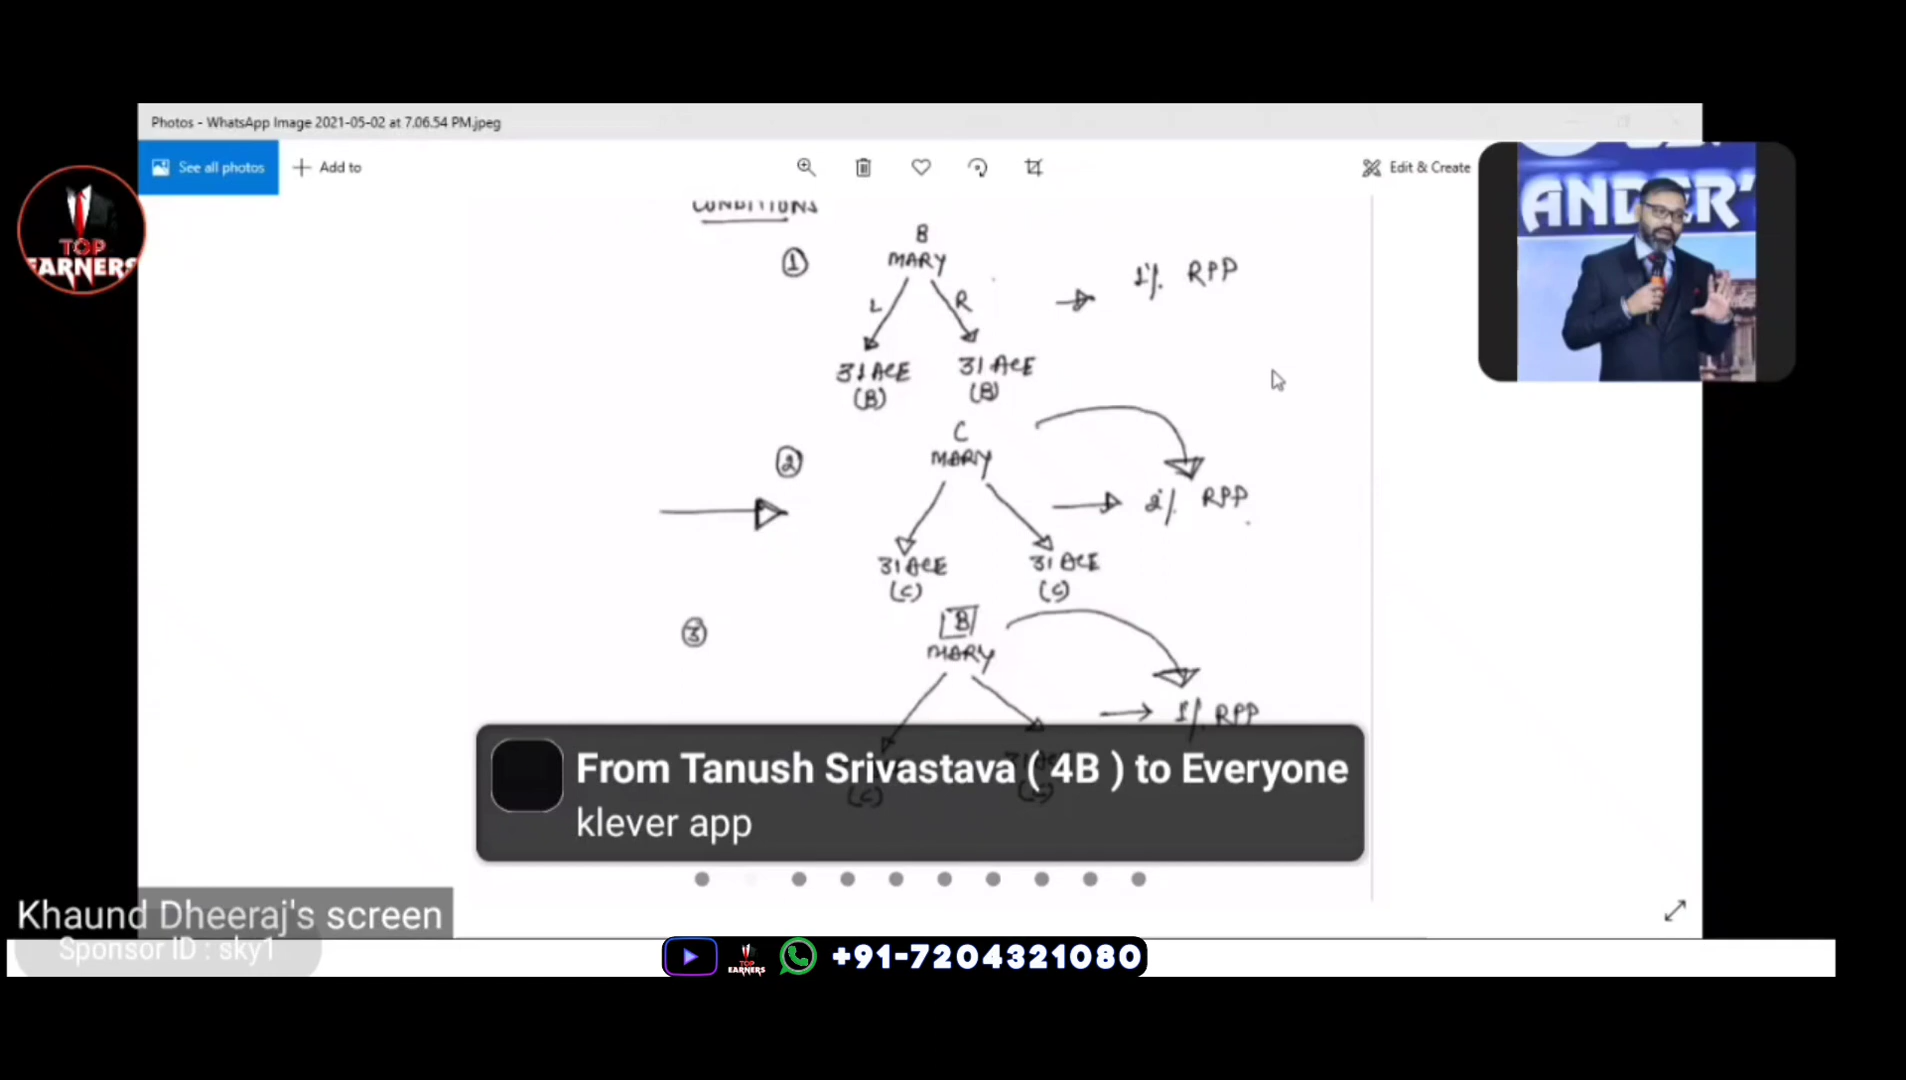 Photos - WhatsApp Image 2021-05-02 at 7.06.54 PM.jpeg
See all photos
Add to
Edit & Create
ANDER'
TOP
EARNERS
CONDITIONS
1
B
MARY
L R
31 ACE 31 ACE
(B) (B)
1% RPP
2
C
MARY
31 ACE 31 ACE
(C) (C)
2% RPP
3
B
MARY
1% RPP
(C) (C)
From Tanush Srivastava ( 4B ) to Everyone
klever app
Khaund Dheeraj's screen
Sponsor ID : sky1
TOP
EARNERS
+91-7204321080